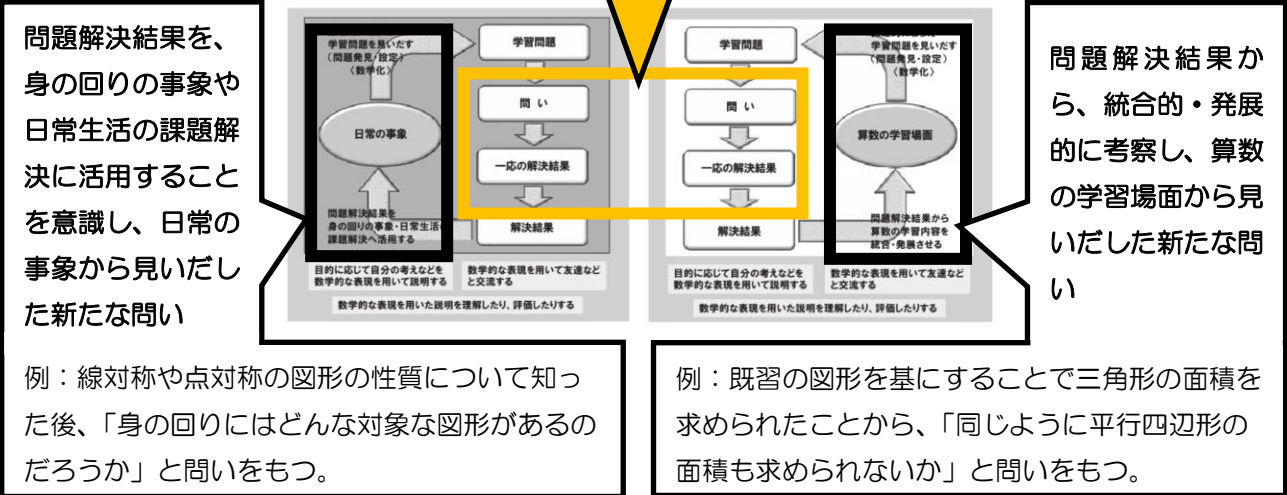 問題解決結果を、
身の回りの事象や
日常生活の課題解
決に活用すること
を意識し、日常の
事象から見いだし
た新たな問い
学習問題を見いだす
(問題発見・設定)
〈数学化〉
日常の事象
問題解決結果を
身の回りの事象・日常生活の
課題解決へ活用する
学習問題
問 い
一応の解決結果
解決結果
目的に応じて自分の考えなどを
数学的な表現を用いて説明する
数学的な表現を用いて友達など
と交流する
数学的な表現を用いた説明を理解したり、評価したりする
学習問題
問 い
一応の解決結果
解決結果
学習問題を見いだす
(問題発見・設定)
〈数学化〉
算数の学習場面
問題解決結果から
算数の学習内容を
統合・発展させる
目的に応じて自分の考えなどを
数学的な表現を用いて説明する
数学的な表現を用いて友達など
と交流する
数学的な表現を用いた説明を理解したり、評価したりする
問題解決結果か
ら、統合的・発展
的に考察し、算数
の学習場面から見
いだした新たな問
い
例：線対称や点対称の図形の性質について知っ
た後、「身の回りにはどんな対象な図形があるの
だろうか」と問いをもつ。
例：既習の図形を基にすることで三角形の面積を
求められたことから、「同じように平行四辺形の
面積も求められないか」と問いをもつ。